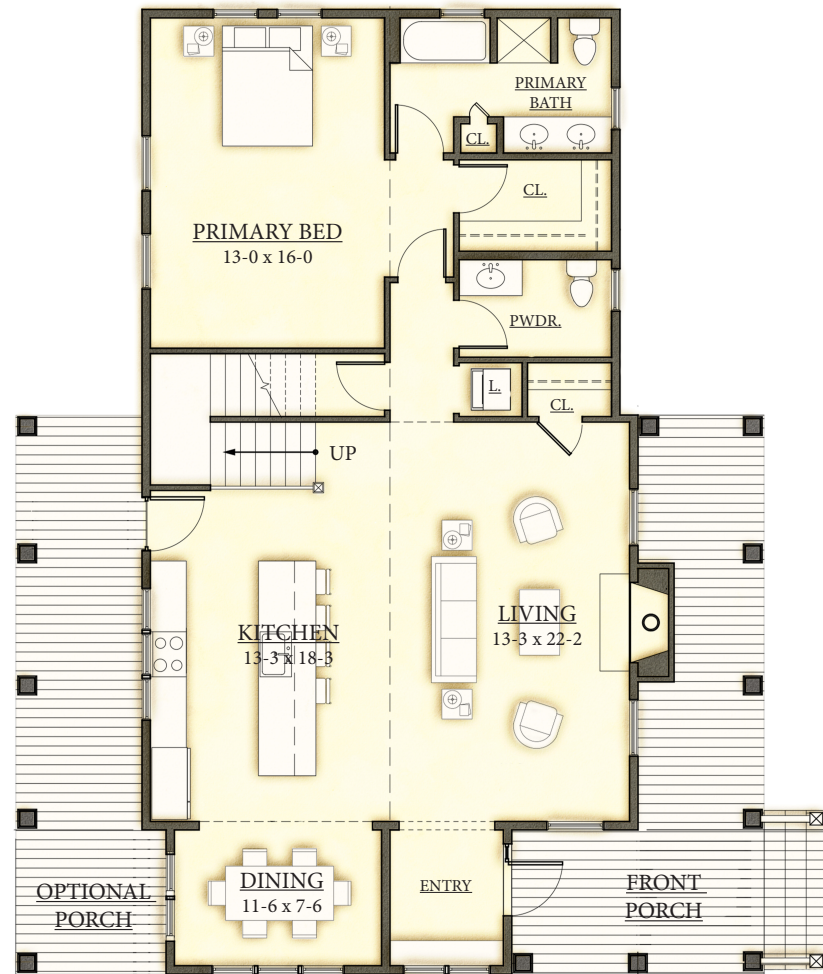 PRIMARY
BATH
CL.
CL.
PRIMARY BED
13-0 x 16-0
PWDR.
L.
CL.
UP
KITCHEN
13-3 x 18-3
LIVING
13-3 x 22-2
DINING
11-6 x 7-6
ENTRY
OPTIONAL
PORCH
FRONT
PORCH